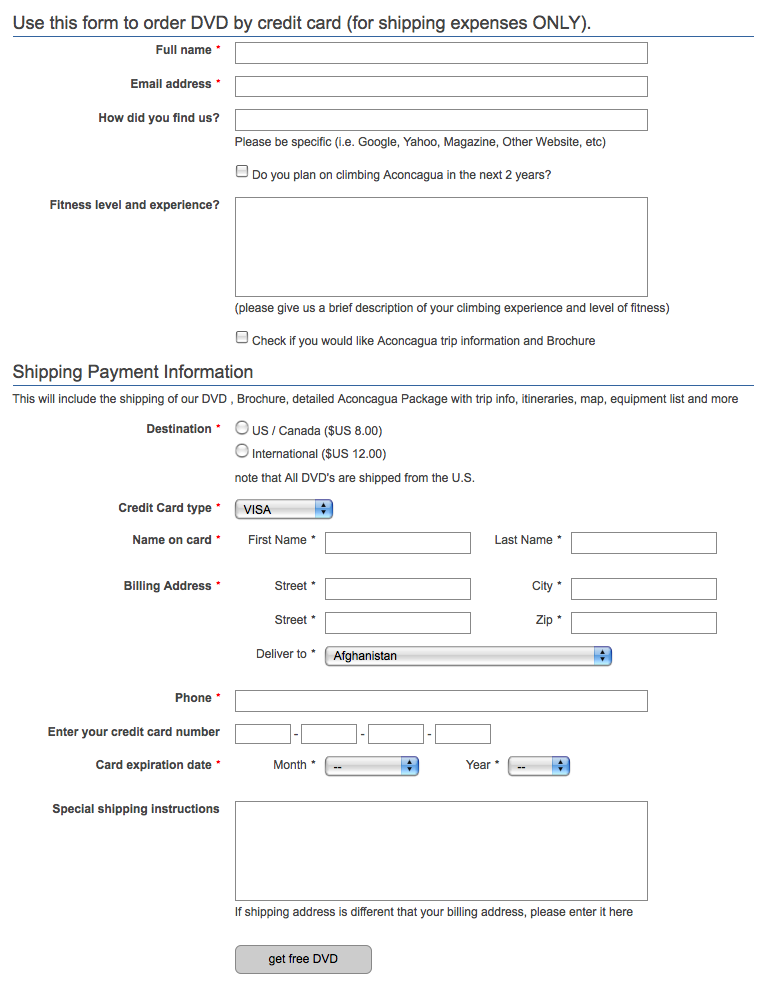 Use this form to order DVD by credit card (for shipping expenses ONLY).
Full name *
Email address *
How did you find us?
Please be specific (i.e. Google, Yahoo, Magazine, Other Website, etc)
Do you plan on climbing Aconcagua in the next 2 years?
Fitness level and experience?
(please give us a brief description of your climbing experience and level of fitness)
Check if you would like Aconcagua trip information and Brochure
Shipping Payment Information
This will include the shipping of our DVD , Brochure, detailed Aconcagua Package with trip info, itineraries, map, equipment list and more
Destination * US / Canada ($US 8.00)
International ($US 12.00)
note that All DVD's are shipped from the U.S.
Credit Card type * VISA
Name on card * First Name * Last Name *
Billing Address * Street * City *
Street * Zip *
Deliver to * Afghanistan
Phone *
Enter your credit card number - - -
Card expiration date * Month * -- Year * --
Special shipping instructions
If shipping address is different that your billing address, please enter it here
get free DVD